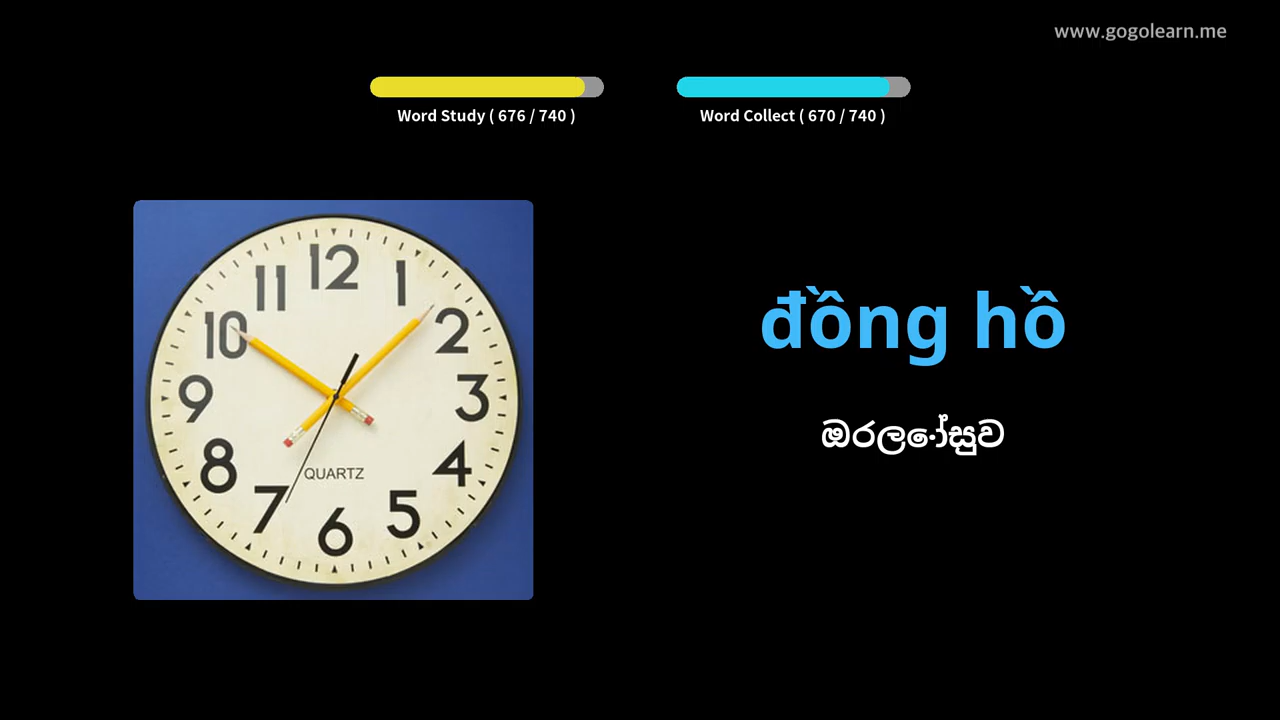 www.gogolearn.me
Word Study ( 676 / 740 )
Word Collect ( 670 / 740 )
12
11
1
10
2
9
3
8
4
QUARTZ
7
5
6
đồng hồ
ඔරලෝසුව